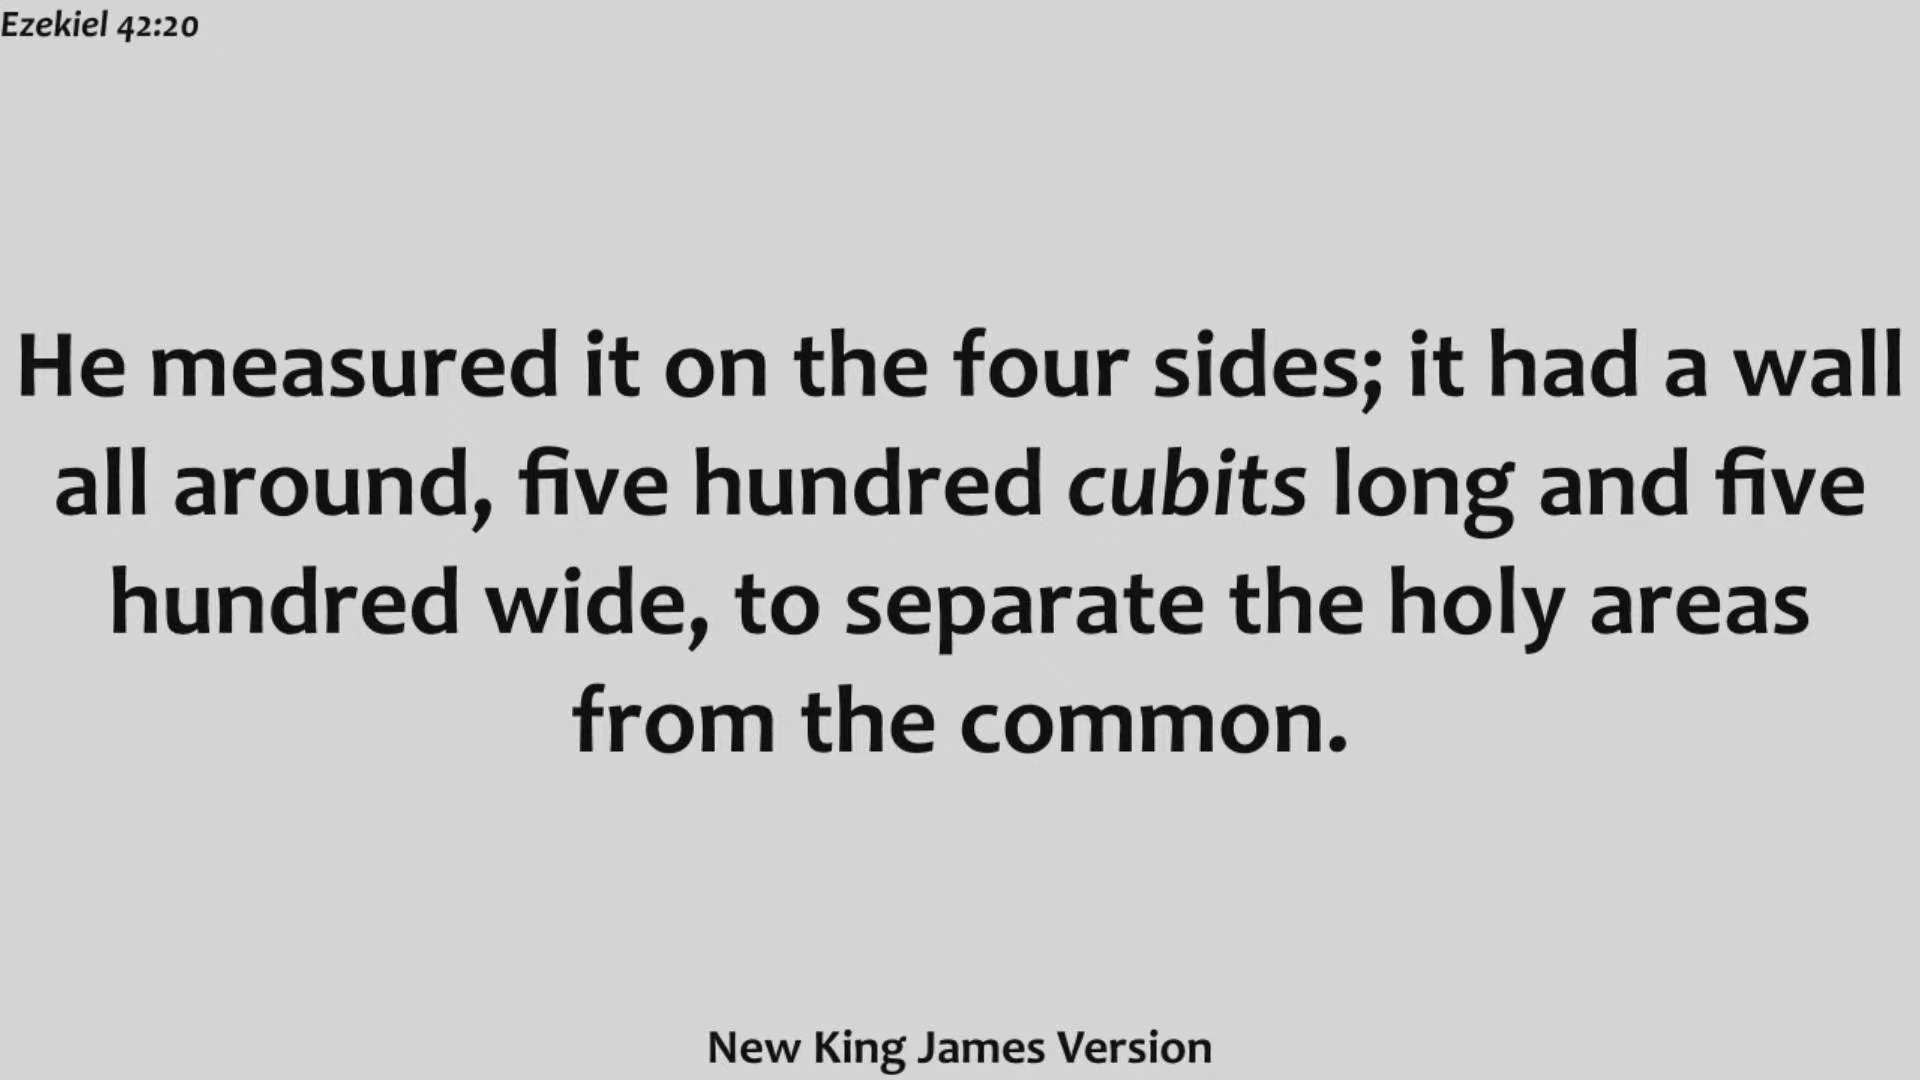 Ezekiel 42:20
He measured it on the four sides; it had a wall
all around, five hundred cubits long and five
hundred wide, to separate the holy areas
from the common.
New King James Version